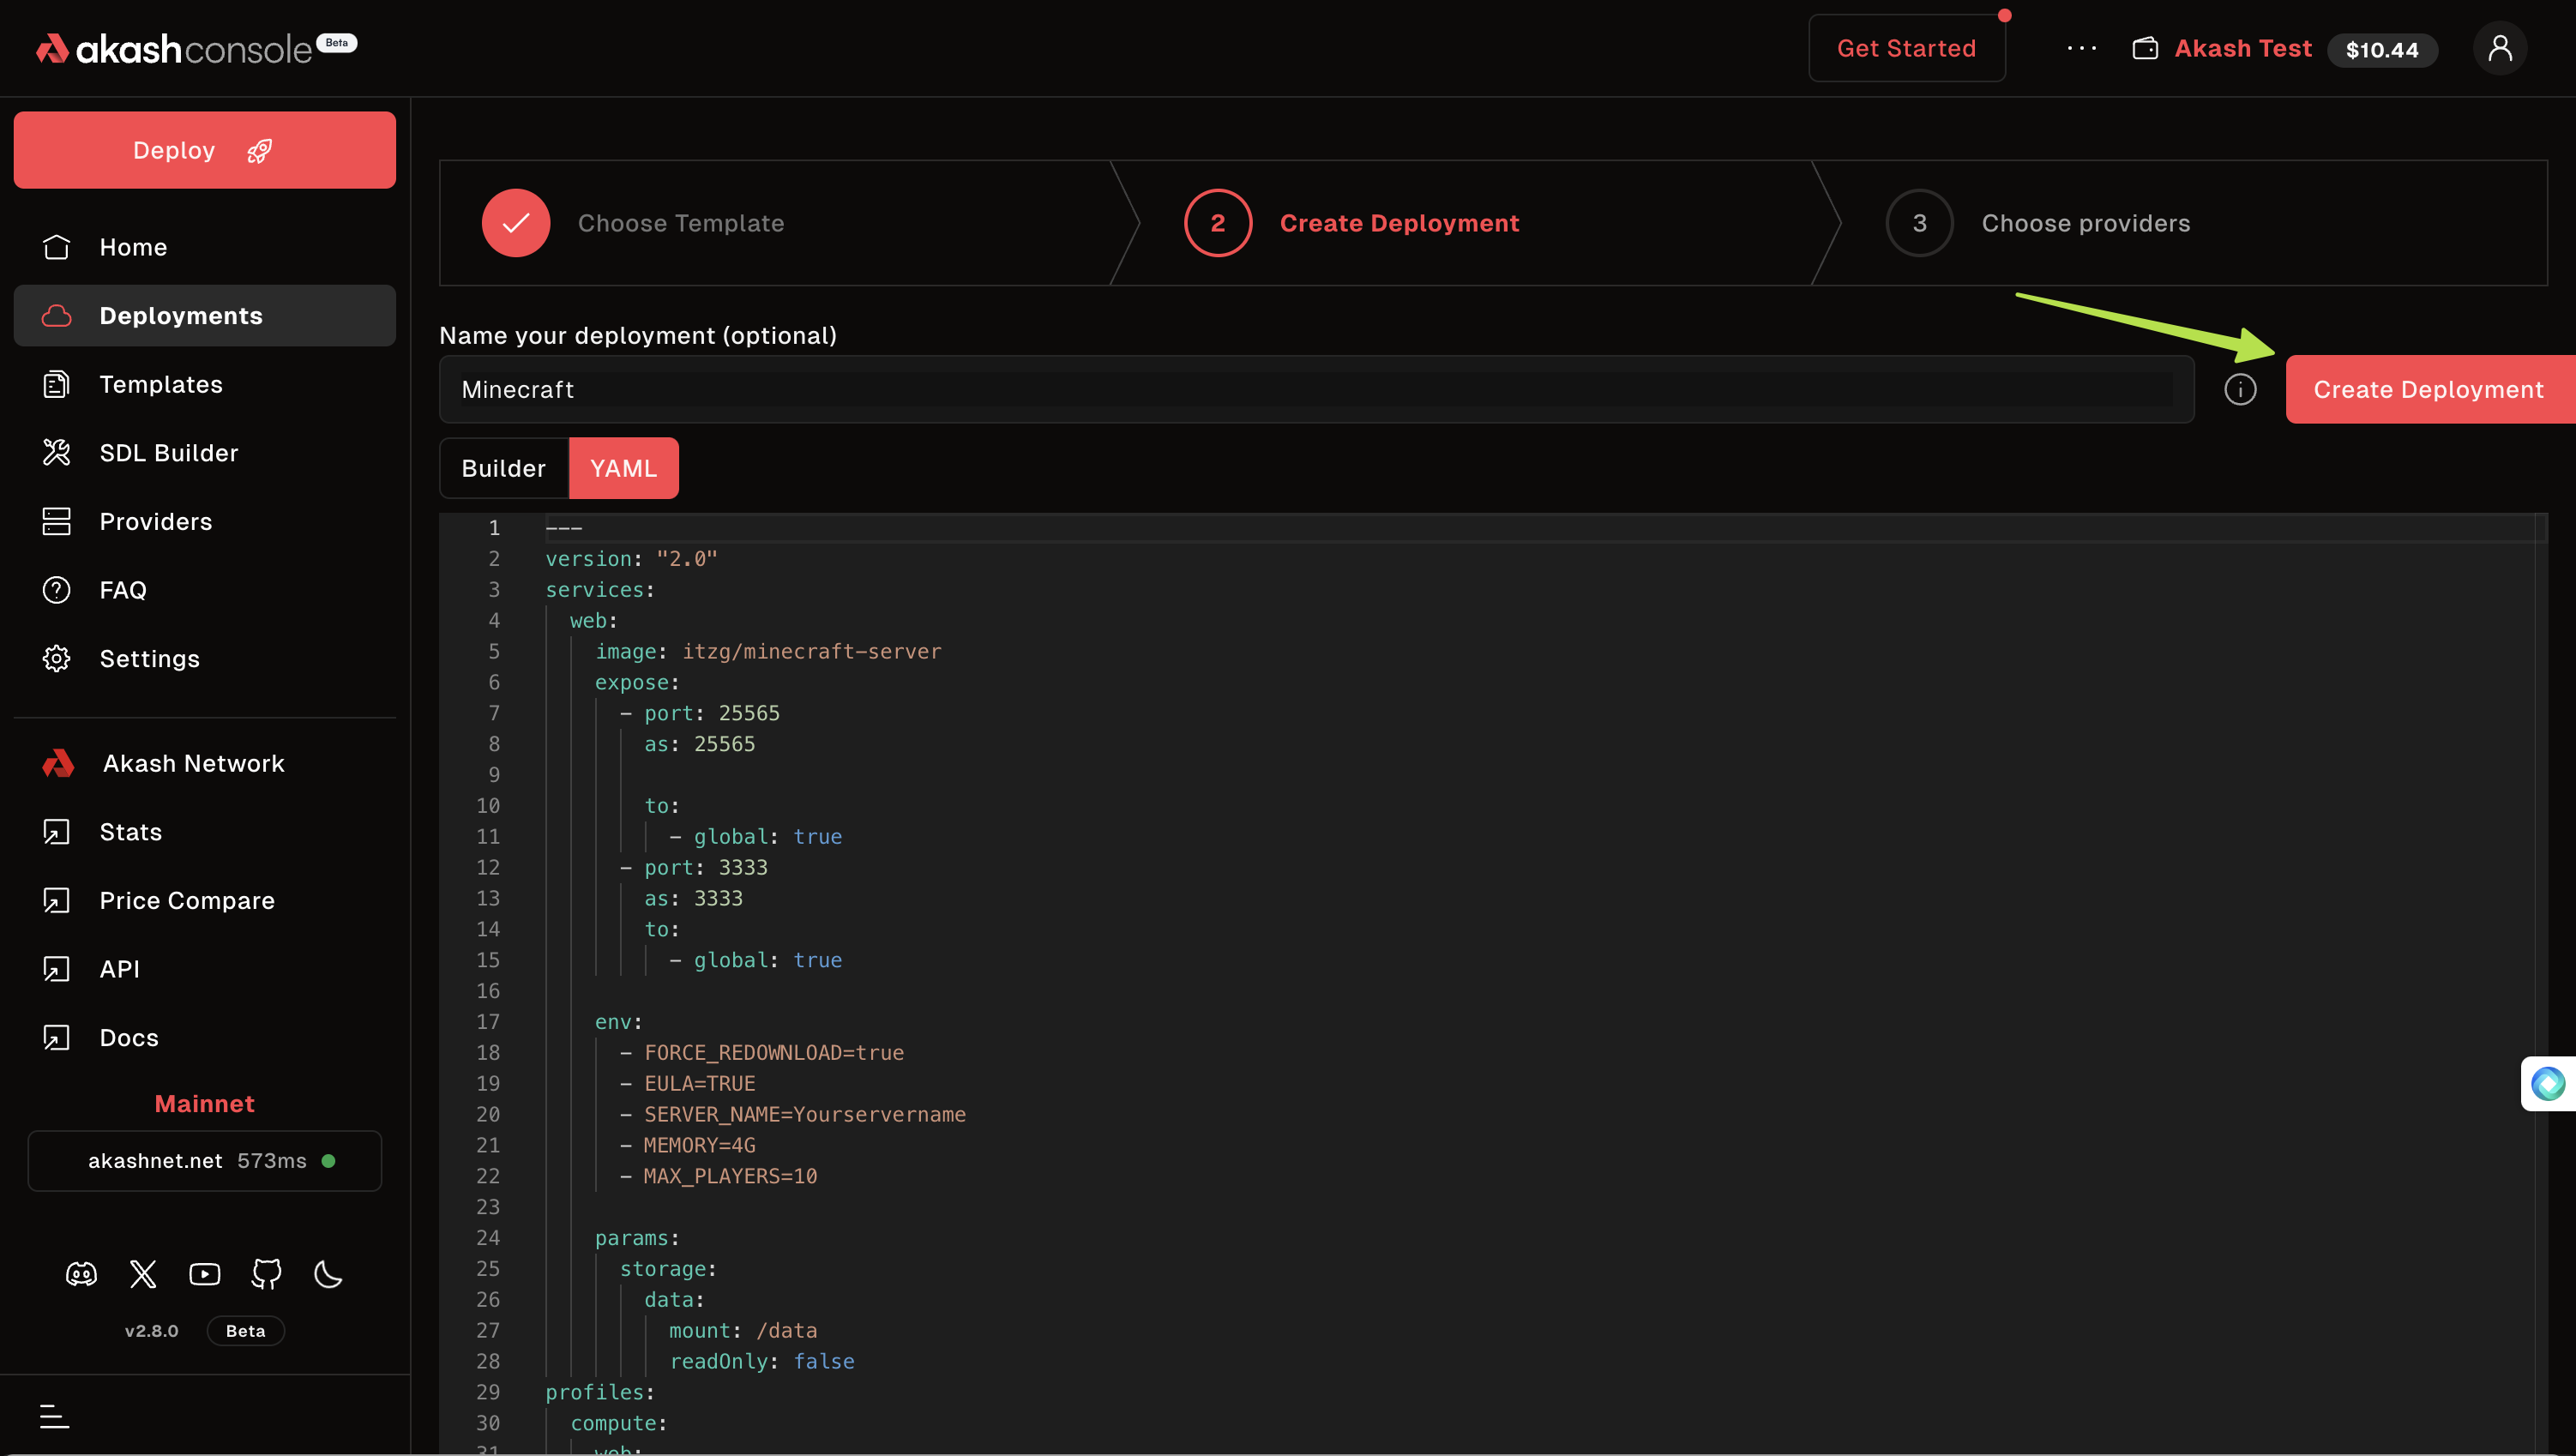 akashconsole Beta
Get Started
··· Akash Test $10.44
Deploy
Home
Deployments
Templates
SDL Builder
Providers
FAQ
Settings
Akash Network
Stats
Price Compare
API
Docs
Mainnet
akashnet.net 573ms
v2.8.0 Beta
Choose Template
2 Create Deployment
3 Choose providers
Name your deployment (optional)
Minecraft
Create Deployment
Builder YAML
1 ---
2 version: "2.0"
3 services:
4 web:
5 image: itzg/minecraft-server
6 expose:
7 - port: 25565
8 as: 25565
9
10 to:
11 - global: true
12 - port: 3333
13 as: 3333
14 to:
15 - global: true
16
17 env:
18 - FORCE_REDOWNLOAD=true
19 - EULA=TRUE
20 - SERVER_NAME=Yourservername
21 - MEMORY=4G
22 - MAX_PLAYERS=10
23
24 params:
25 storage:
26 data:
27 mount: /data
28 readOnly: false
29 profiles:
30 compute:
31 web: